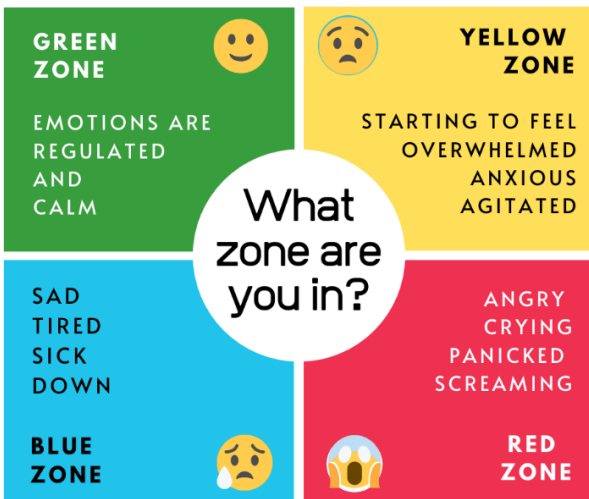 GREEN
ZONE
EMOTIONS ARE
REGULATED
AND
CALM
YELLOW
ZONE
STARTING TO FEEL
OVERWHELMED
ANXIOUS
AGITATED
What
zone are
you in?
SAD
TIRED
SICK
DOWN
BLUE
ZONE
ANGRY
CRYING
PANICKED
SCREAMING
RED
ZONE